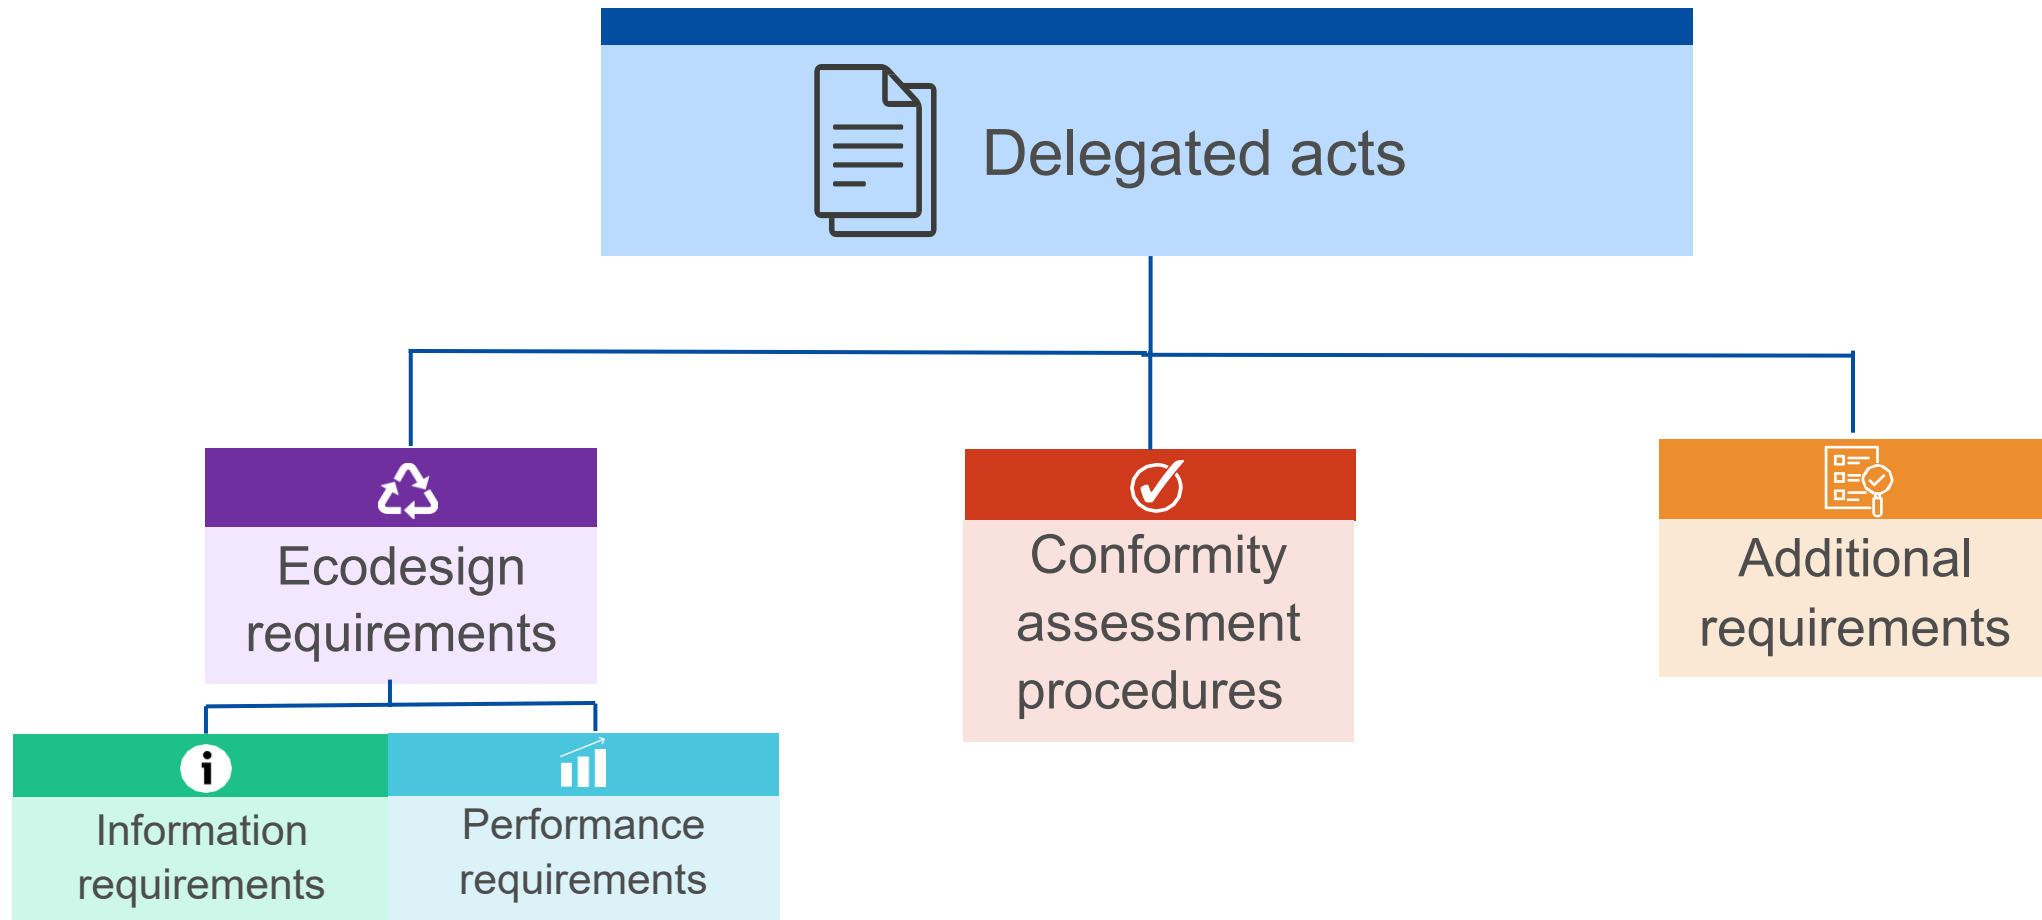 Delegated acts
Ecodesign
requirements
Conformity
assessment
procedures
Additional
requirements
Information
requirements
Performance
requirements